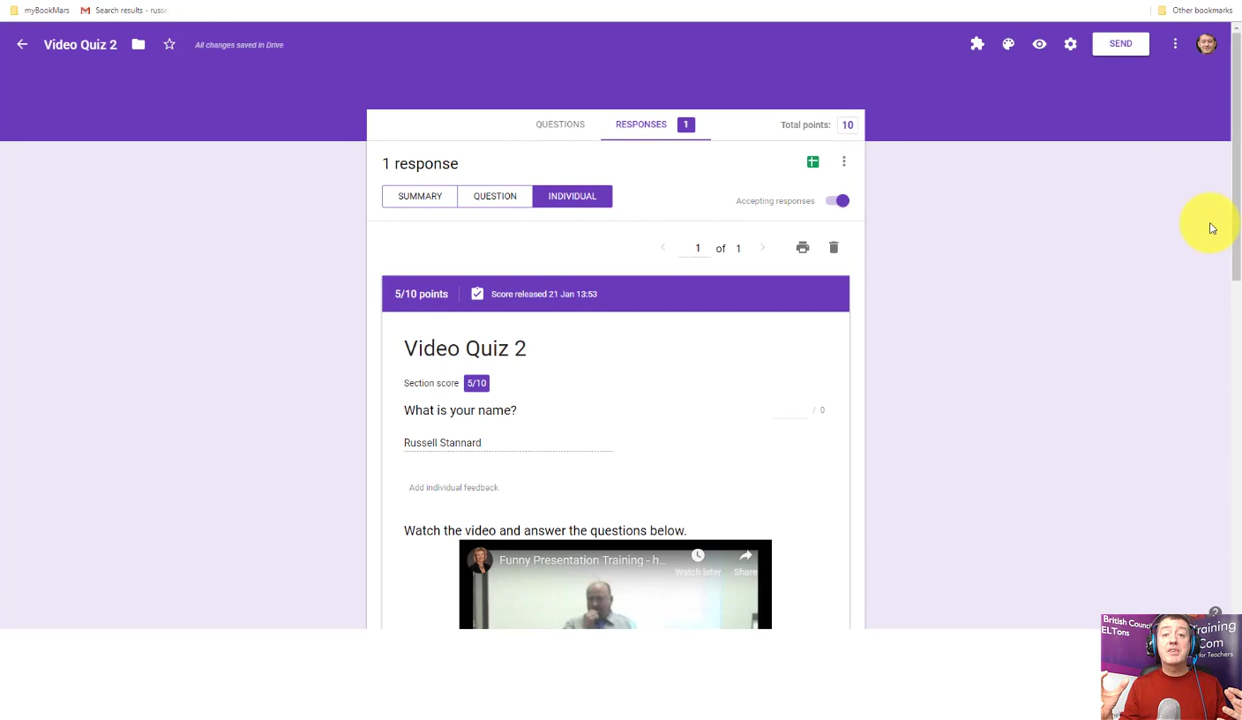 myBookMars
Search results - russe
Other bookmarks
Video Quiz 2
All changes saved in Drive
SEND
QUESTIONS
RESPONSES
1
Total points:
10
1 response
SUMMARY
QUESTION
INDIVIDUAL
Accepting responses
1 of 1
5/10 points
Score released 21 Jan 13:53
Video Quiz 2
Section score 5/10
What is your name?
/ 0
Russell Stannard
Add individual feedback
Watch the video and answer the questions below.
Funny Presentation Training - h...
Watch later
Share
British Counc
ELTons
Training
Com
for Teachers